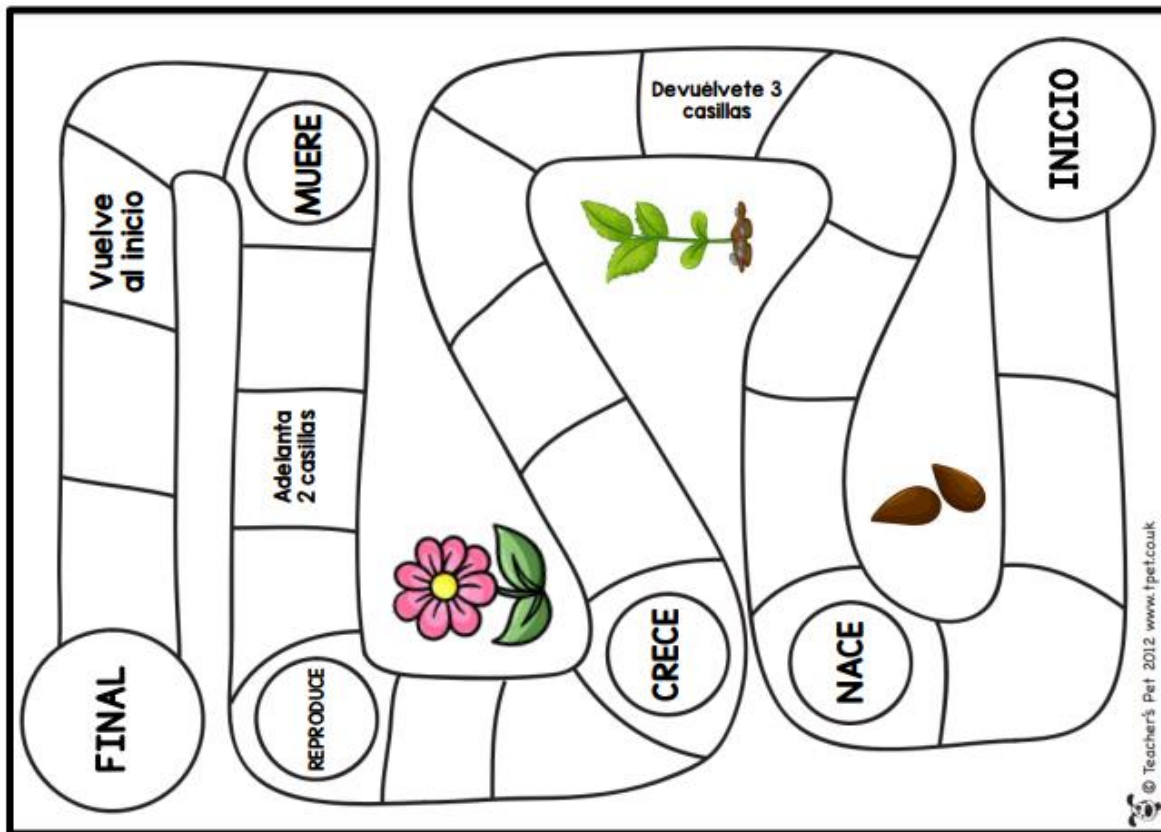 INICIO
NACE
Devuélvete 3
casillas
CRECE
REPRODUCE
Adelanta
2 casillas
MUERE
Vuelve
al inicio
FINAL
© Teacher's Pet 2012 www.tpet.co.uk